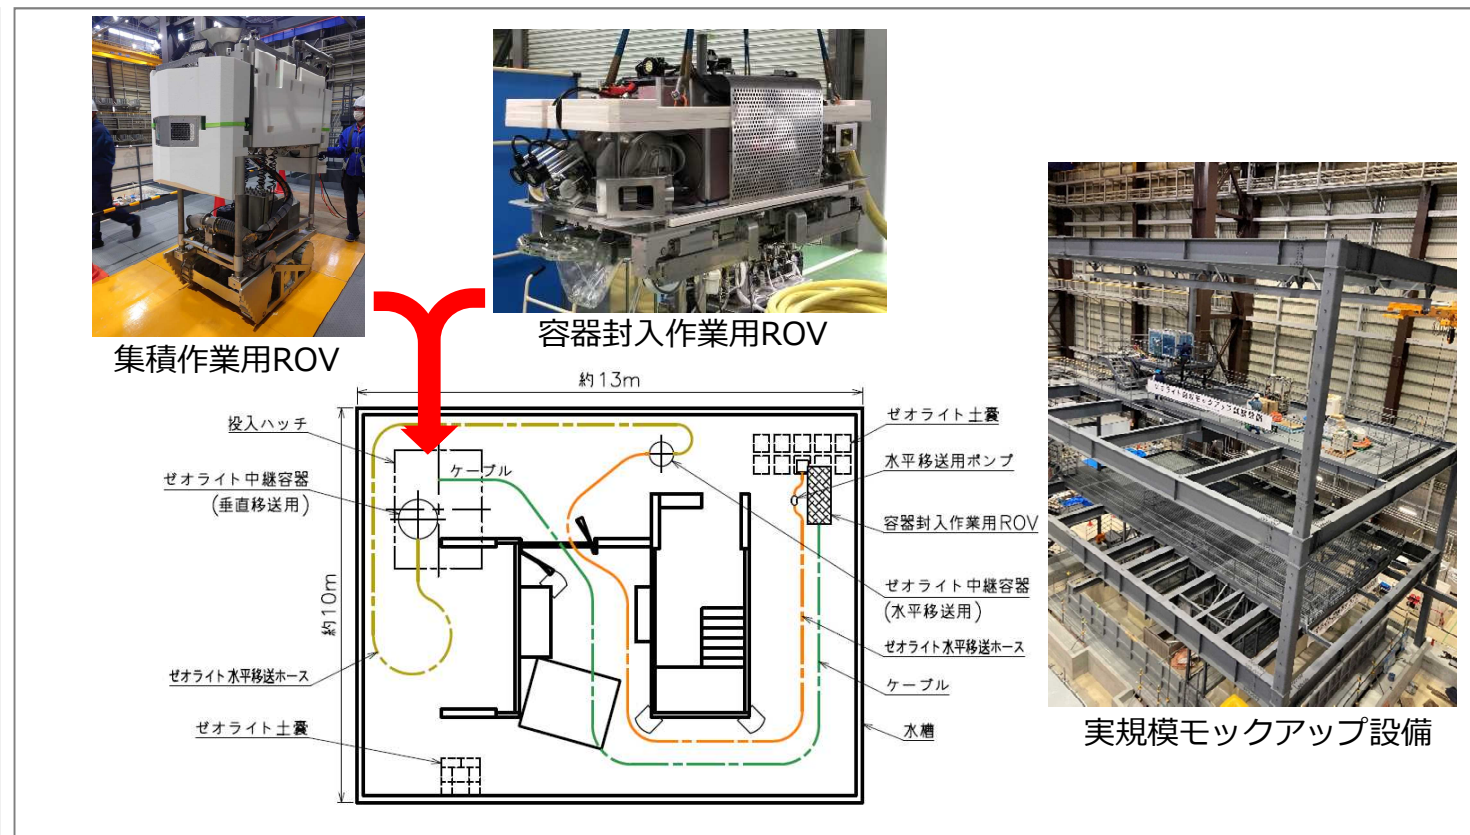 集積作業用ROV
容器封入作業用ROV
実規模モックアップ設備
約13m
約10m
投入ハッチ
ゼオライト中継容器
(垂直移送用)
ゼオライト水平移送ホース
ゼオライト土嚢
ケーブル
ゼオライト土嚢
水平移送用ポンプ
容器封入作業用ROV
ゼオライト中継容器
(水平移送用)
ゼオライト水平移送ホース
ケーブル
水槽